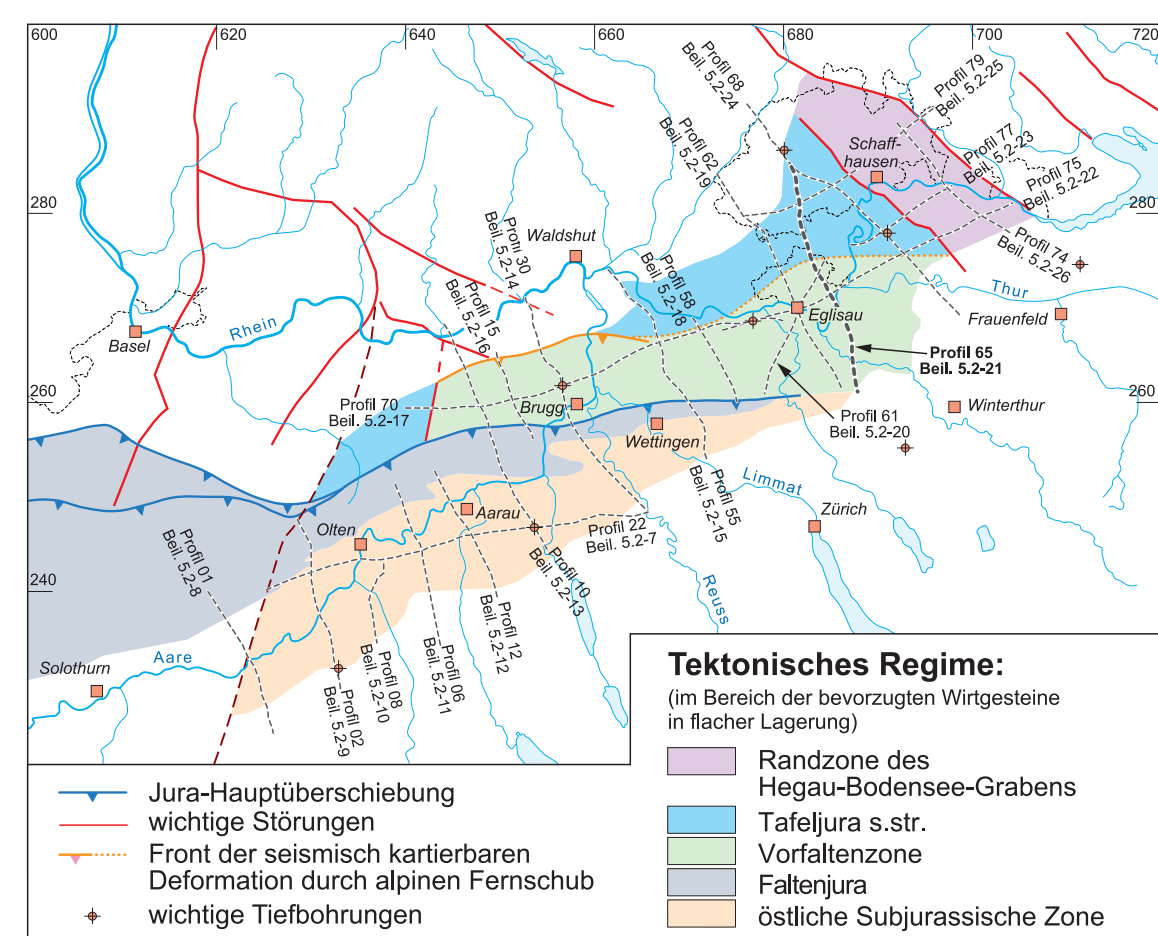 600
620
640
660
680
700
720
280
280
260
260
240
Profil 68
Beil. 5.2-24
Profil 79
Beil. 5.2-25
Profil 62
Beil. 5.2-19
Schaff-
hausen
Profil 77
Beil. 5.2-23
Profil 75
Beil. 5.2-22
Profil 74
Beil. 5.2-26
Profil 30
Beil. 5.2-14
Waldshut
Profil 15
Beil. 5.2-16
Profil 58
Beil. 5.2-18
Rhein
Basel
Eglisau
Thur
Frauenfeld
Profil 65
Beil. 5.2-21
Profil 70
Beil. 5.2-17
Brugg
Wettingen
Profil 61
Beil. 5.2-20
Winterthur
Profil 55
Beil. 5.2-15
Limmat
Zürich
Olten
Aarau
Profil 22
Beil. 5.2-7
Profil 01
Beil. 5.2-8
Profil 10
Beil. 5.2-13
Reuss
Profil 12
Beil. 5.2-12
Profil 06
Beil. 5.2-11
Profil 08
Beil. 5.2-10
Profil 02
Beil. 5.2-9
Solothurn
Aare
Jura-Hauptüberschiebung
wichtige Störungen
Front der seismisch kartierbaren
Deformation durch alpinen Fernschub
wichtige Tiefbohrungen
Tektonisches Regime:
(im Bereich der bevorzugten Wirtgesteine
in flacher Lagerung)
Randzone des
Hegau-Bodensee-Grabens
Tafeljura s.str.
Vorfaltenzone
Faltenjura
östliche Subjurassische Zone